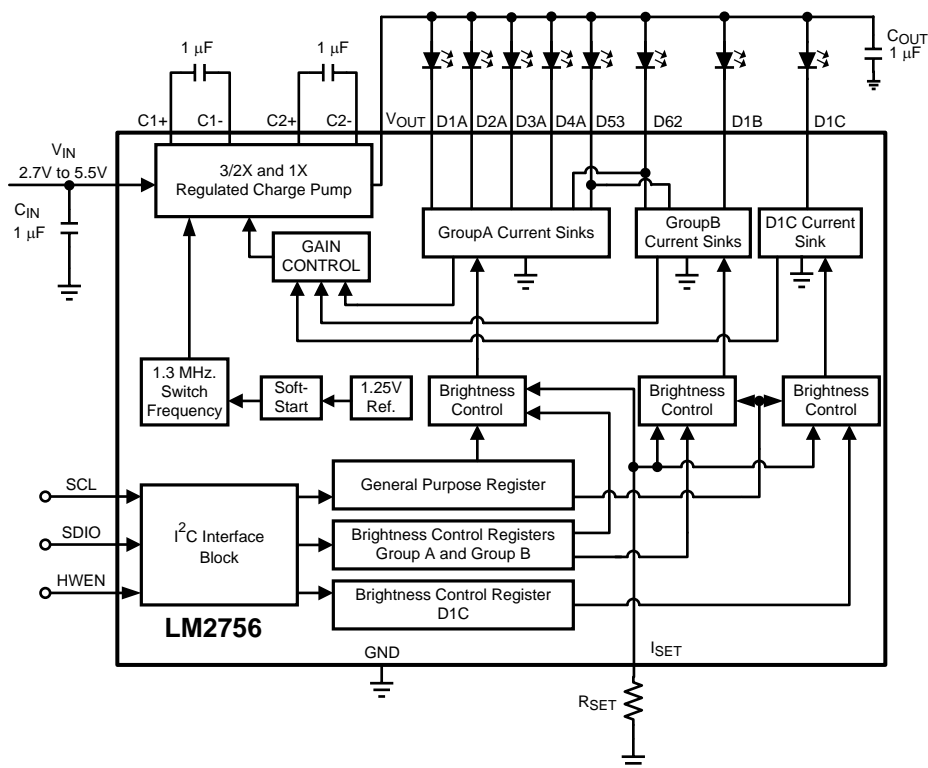 1 μF
1 μF
COUT
1 μF
C1+
C1-
C2+
C2-
VOUT
D1A
D2A
D3A
D4A
D53
D62
D1B
D1C
VIN
2.7V to 5.5V
CIN
1 μF
3/2X and 1X
Regulated Charge Pump
GAIN
CONTROL
GroupA Current Sinks
GroupB
Current Sinks
D1C Current
Sink
1.3 MHz.
Switch
Frequency
Soft-
Start
1.25V
Ref.
Brightness
Control
Brightness
Control
Brightness
Control
SCL
SDIO
HWEN
I2C Interface
Block
General Purpose Register
Brightness Control Registers
Group A and Group B
Brightness Control Register
D1C
LM2756
GND
ISET
RSET